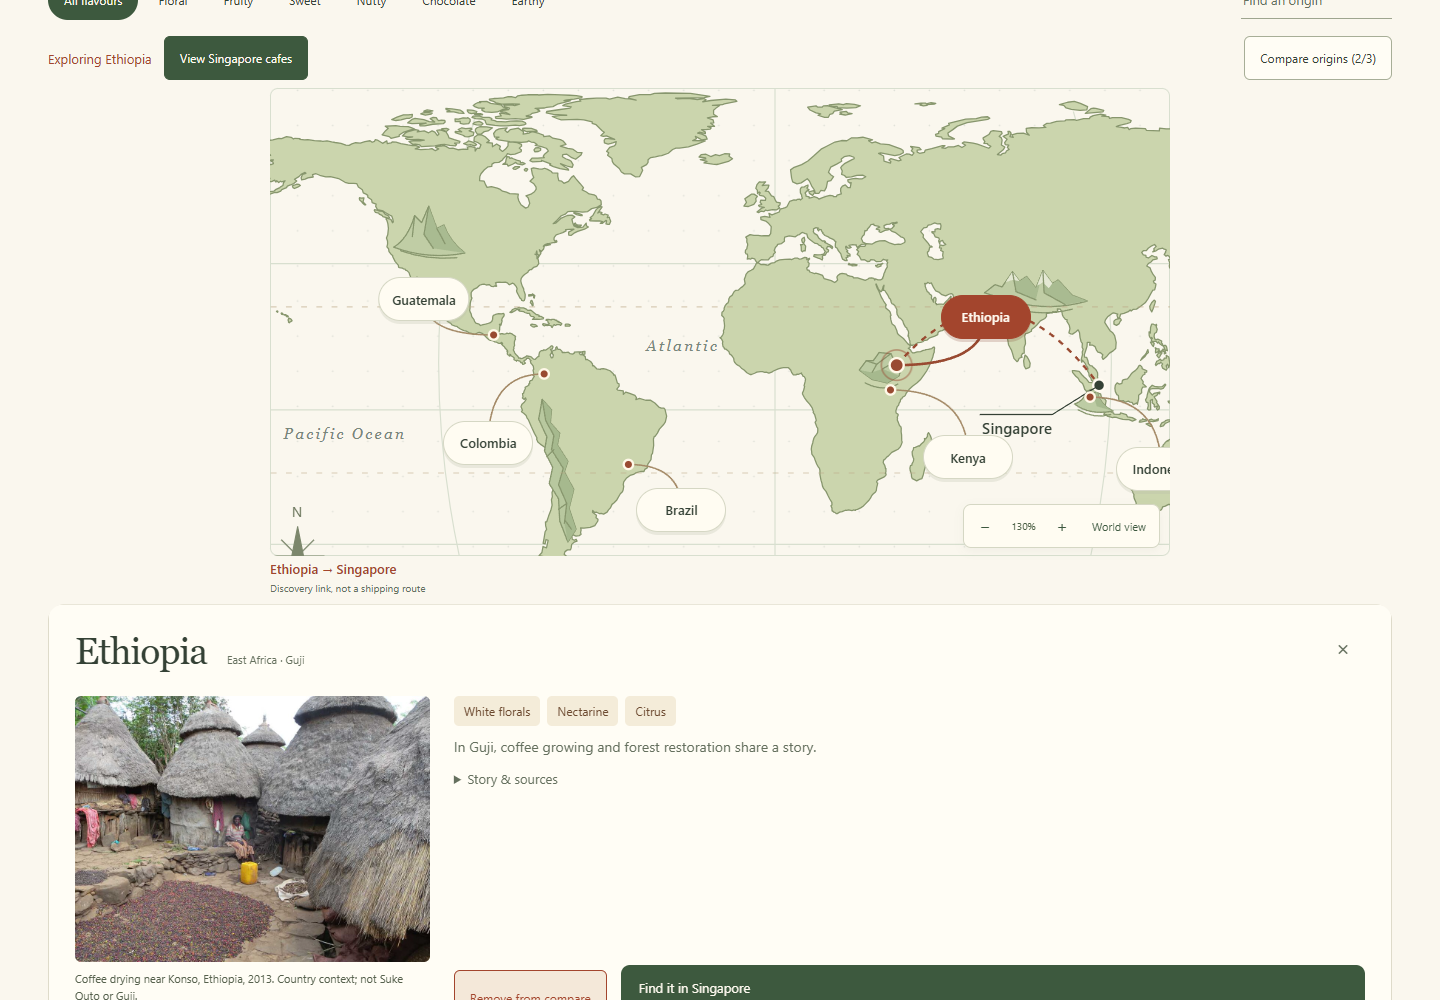 All flavours
Floral
Fruity
Sweet
Nutty
Chocolate
Earthy
Find an origin
Exploring Ethiopia
View Singapore cafes
Compare origins (2/3)
Guatemala
Ethiopia
Atlantic
Pacific Ocean
Colombia
Singapore
Kenya
Indone
Brazil
N
− 130% + World view
Ethiopia → Singapore
Discovery link, not a shipping route
Ethiopia
East Africa · Guji
×
White florals
Nectarine
Citrus
In Guji, coffee growing and forest restoration share a story.
▶ Story & sources
Coffee drying near Konso, Ethiopia, 2013. Country context; not Suke
Quto or Guji.
Remove from compare
Find it in Singapore